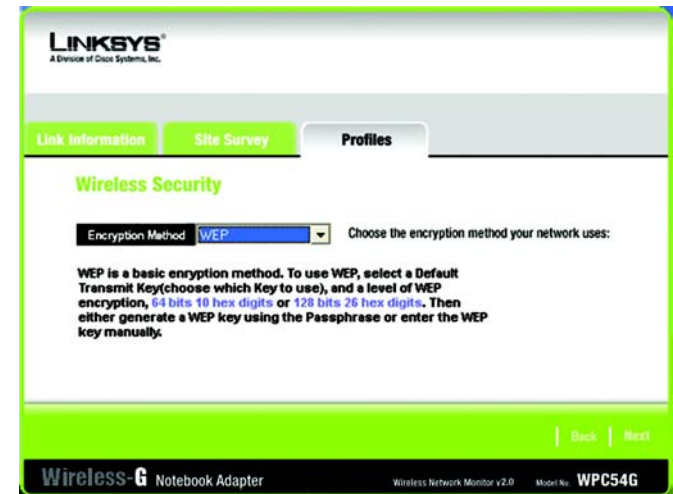 LINKSYS®
A Division of Cisco Systems, Inc.
Link Information Site Survey Profiles
Wireless Security
Encryption Method WEP Choose the encryption method your network uses:
WEP is a basic enryption method. To use WEP, select a Default
Transmit Key(choose which Key to use), and a level of WEP
encryption, 64 bits 10 hex digits or 128 bits 26 hex digits. Then
either generate a WEP key using the Passphrase or enter the WEP
key manually.
Back Next
Wireless-G Notebook Adapter Wireless Network Monitor v2.0 Model No. WPC54G